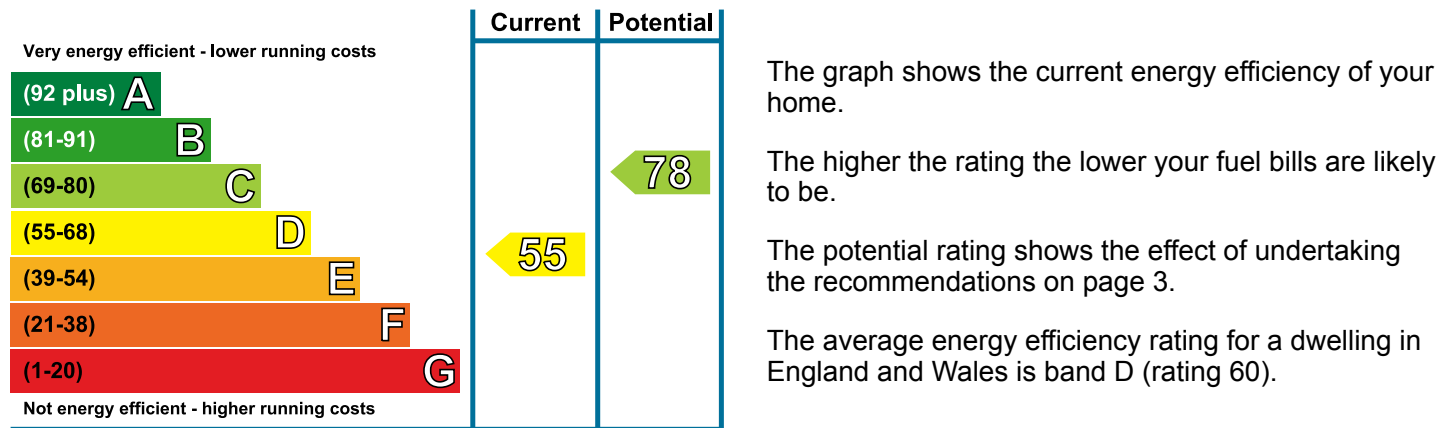 Current Potential
Very energy efficient - lower running costs
(92 plus) A
(81-91) B
(69-80) C
78
(55-68) D
55
(39-54) E
(21-38) F
(1-20) G
Not energy efficient - higher running costs
The graph shows the current energy efficiency of your
home.
The higher the rating the lower your fuel bills are likely
to be.
The potential rating shows the effect of undertaking
the recommendations on page 3.
The average energy efficiency rating for a dwelling in
England and Wales is band D (rating 60).